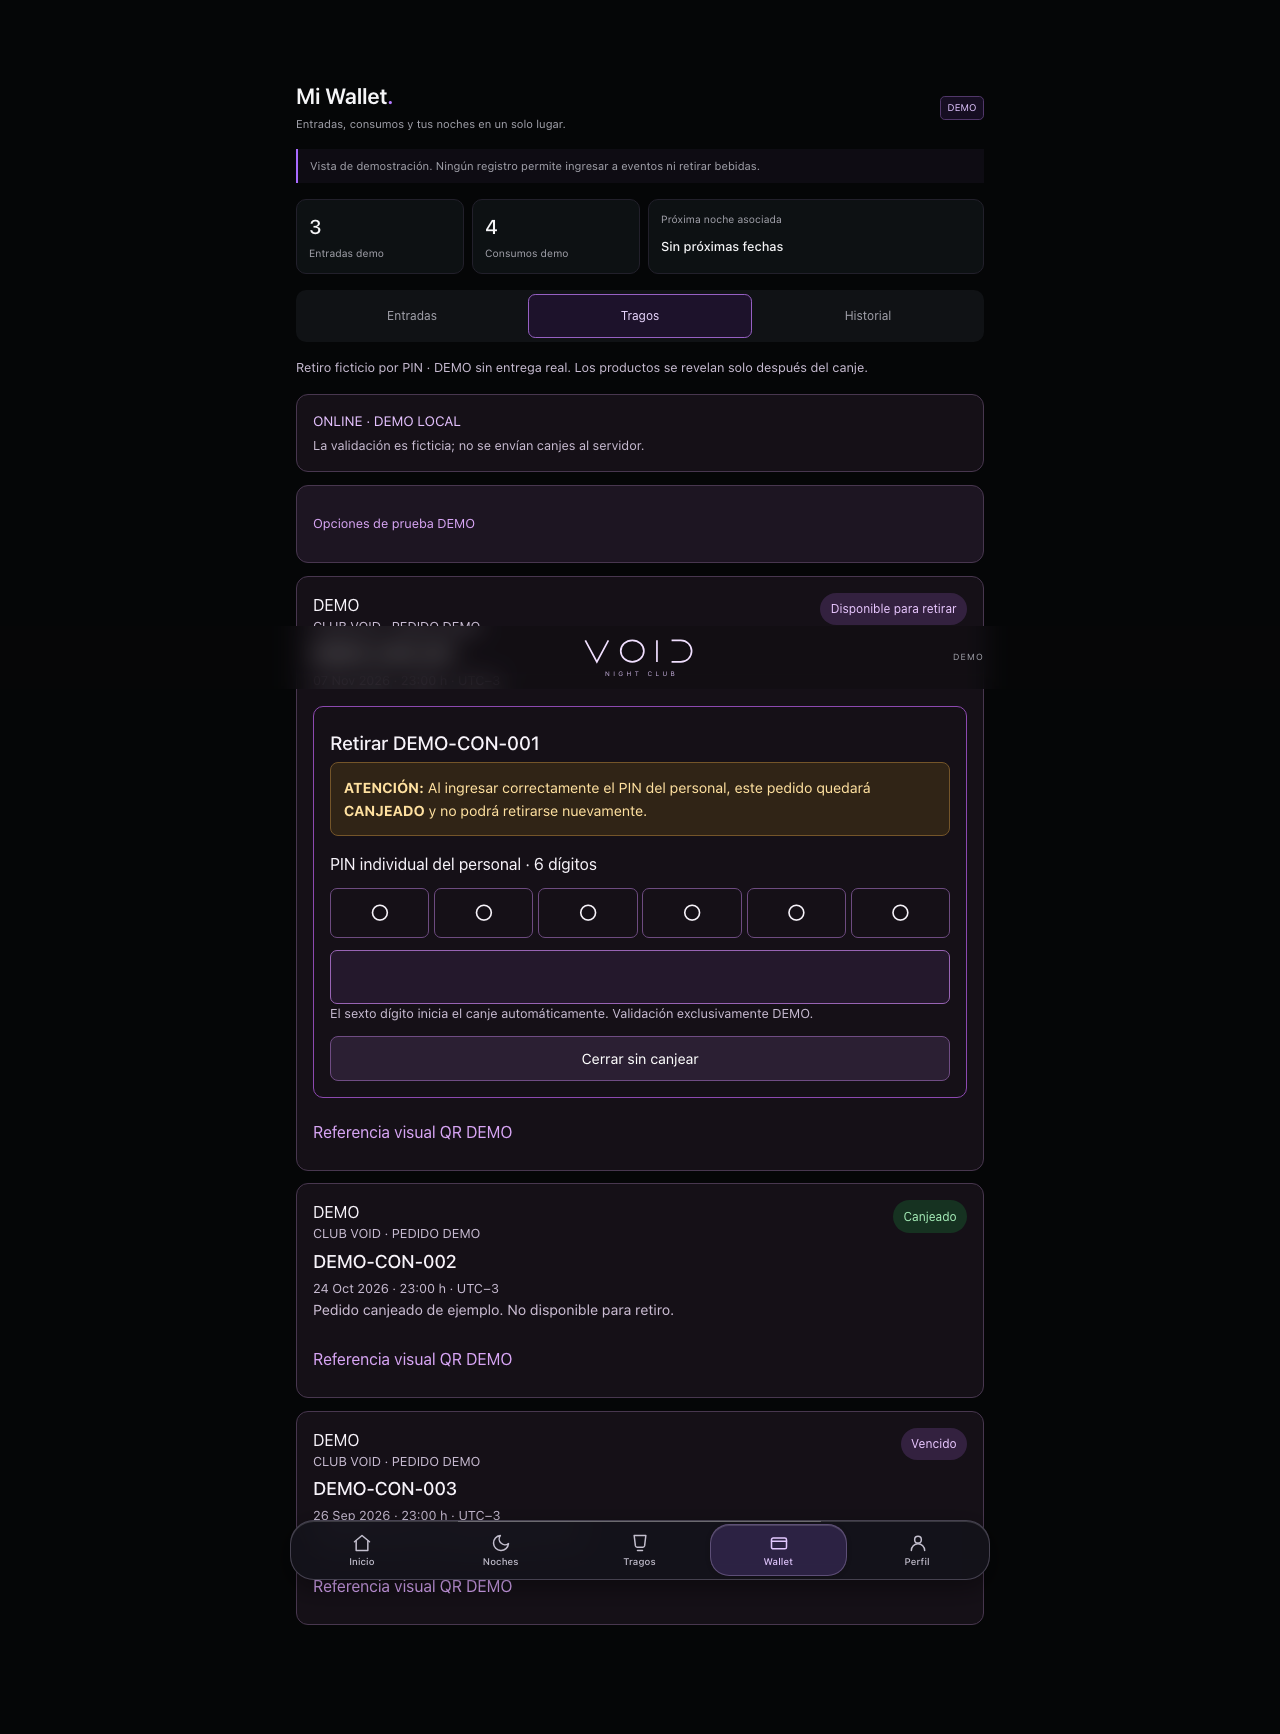 Mi Wallet.
Entradas, consumos y tus noches en un solo lugar.
DEMO
Vista de demostración. Ningún registro permite ingresar a eventos ni retirar bebidas.
3
Entradas demo
4
Consumos demo
Próxima noche asociada
Sin próximas fechas
Entradas
Tragos
Historial
Retiro ficticio por PIN · DEMO sin entrega real. Los productos se revelan solo después del canje.
ONLINE · DEMO LOCAL
La validación es ficticia; no se envían canjes al servidor.
Opciones de prueba DEMO
DEMO
Disponible para retirar
CLUB VOID · PEDIDO DEMO
VOID
NIGHT CLUB
DEMO
Retirar DEMO-CON-001
ATENCIÓN: Al ingresar correctamente el PIN del personal, este pedido quedará
CANJEADO y no podrá retirarse nuevamente.
PIN individual del personal · 6 dígitos
El sexto dígito inicia el canje automáticamente. Validación exclusivamente DEMO.
Cerrar sin canjear
Referencia visual QR DEMO
DEMO
Canjeado
CLUB VOID · PEDIDO DEMO
DEMO-CON-002
24 Oct 2026 · 23:00 h · UTC−3
Pedido canjeado de ejemplo. No disponible para retiro.
Referencia visual QR DEMO
DEMO
Vencido
CLUB VOID · PEDIDO DEMO
DEMO-CON-003
26 Sep 2026 · 23:00 h · UTC−3
Inicio
Noches
Tragos
Wallet
Perfil
Referencia visual QR DEMO